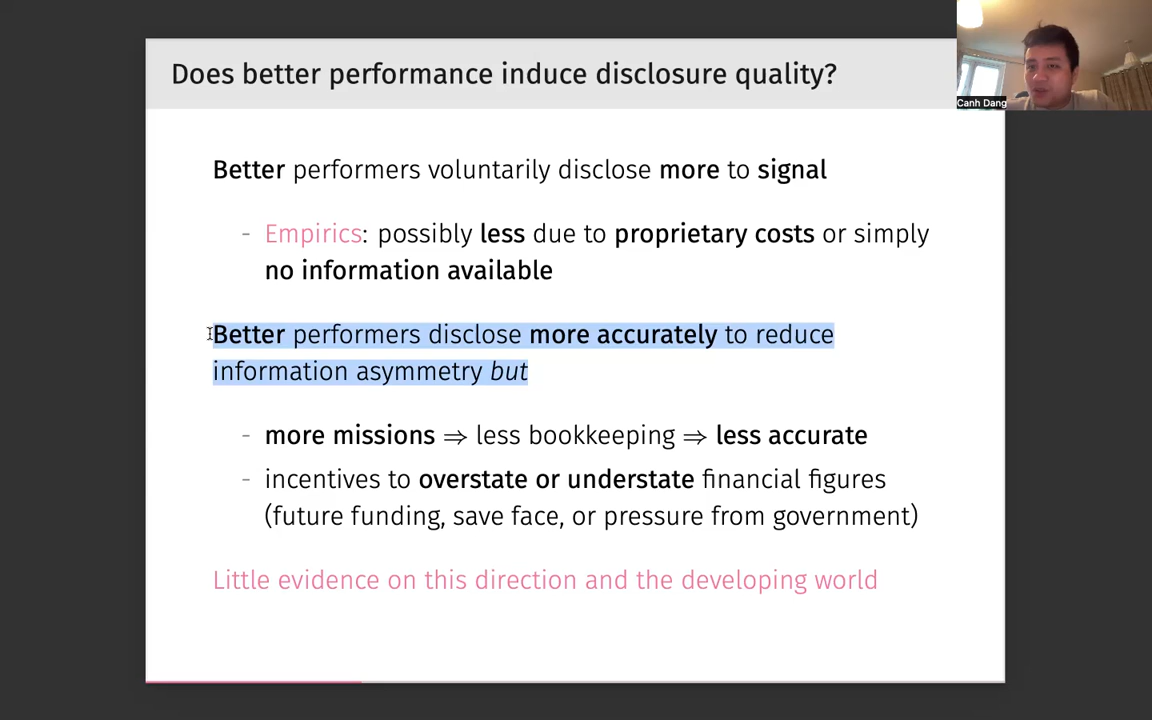 Does better performance induce disclosure quality?
Canh Dang
Better performers voluntarily disclose more to signal
- Empirics: possibly less due to proprietary costs or simply
no information available
Better performers disclose more accurately to reduce
information asymmetry but
- more missions ⇒ less bookkeeping ⇒ less accurate
- incentives to overstate or understate financial figures
(future funding, save face, or pressure from government)
Little evidence on this direction and the developing world